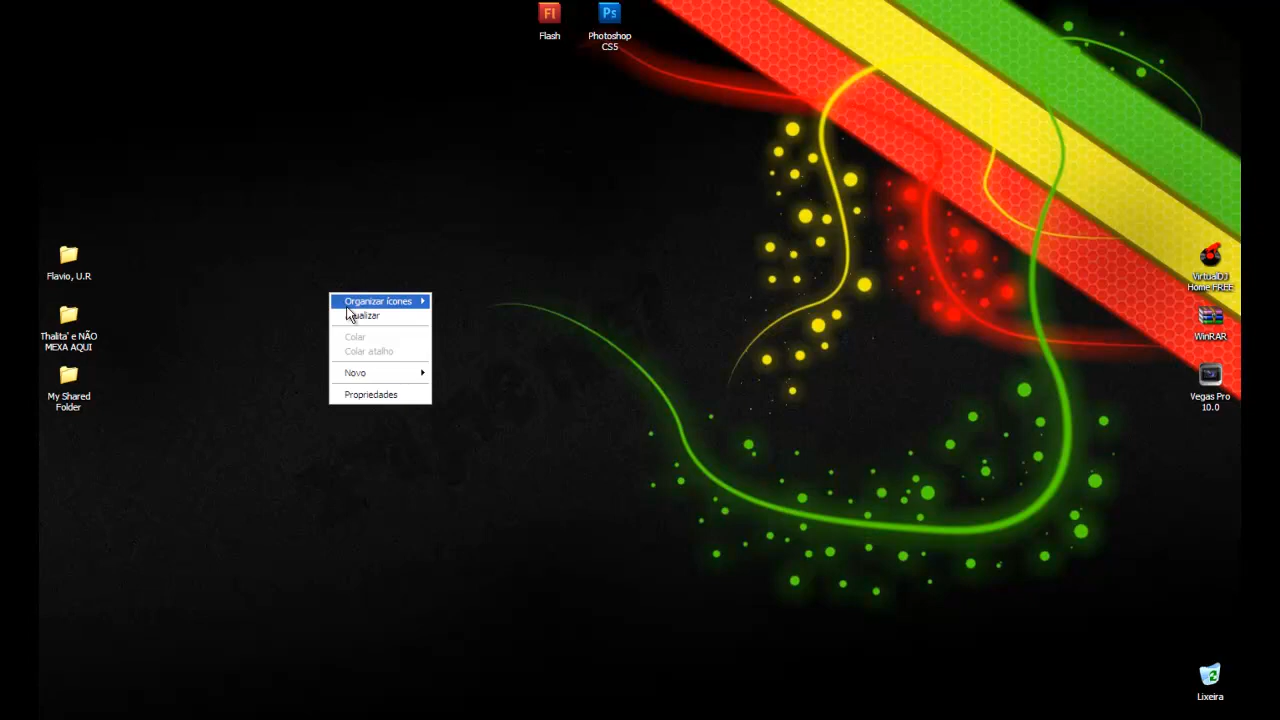 Fl
Ps
Flash
Photoshop
CS5
Flavio, U.R
Thalita` e NÃO
MEXA AQUI
My Shared
Folder
Organizar ícones
ualizar
Colar
Colar atalho
Novo
Propriedades
VirtualDJ
Home FREE
WinRAR
Vegas Pro
10.0
Lixeira